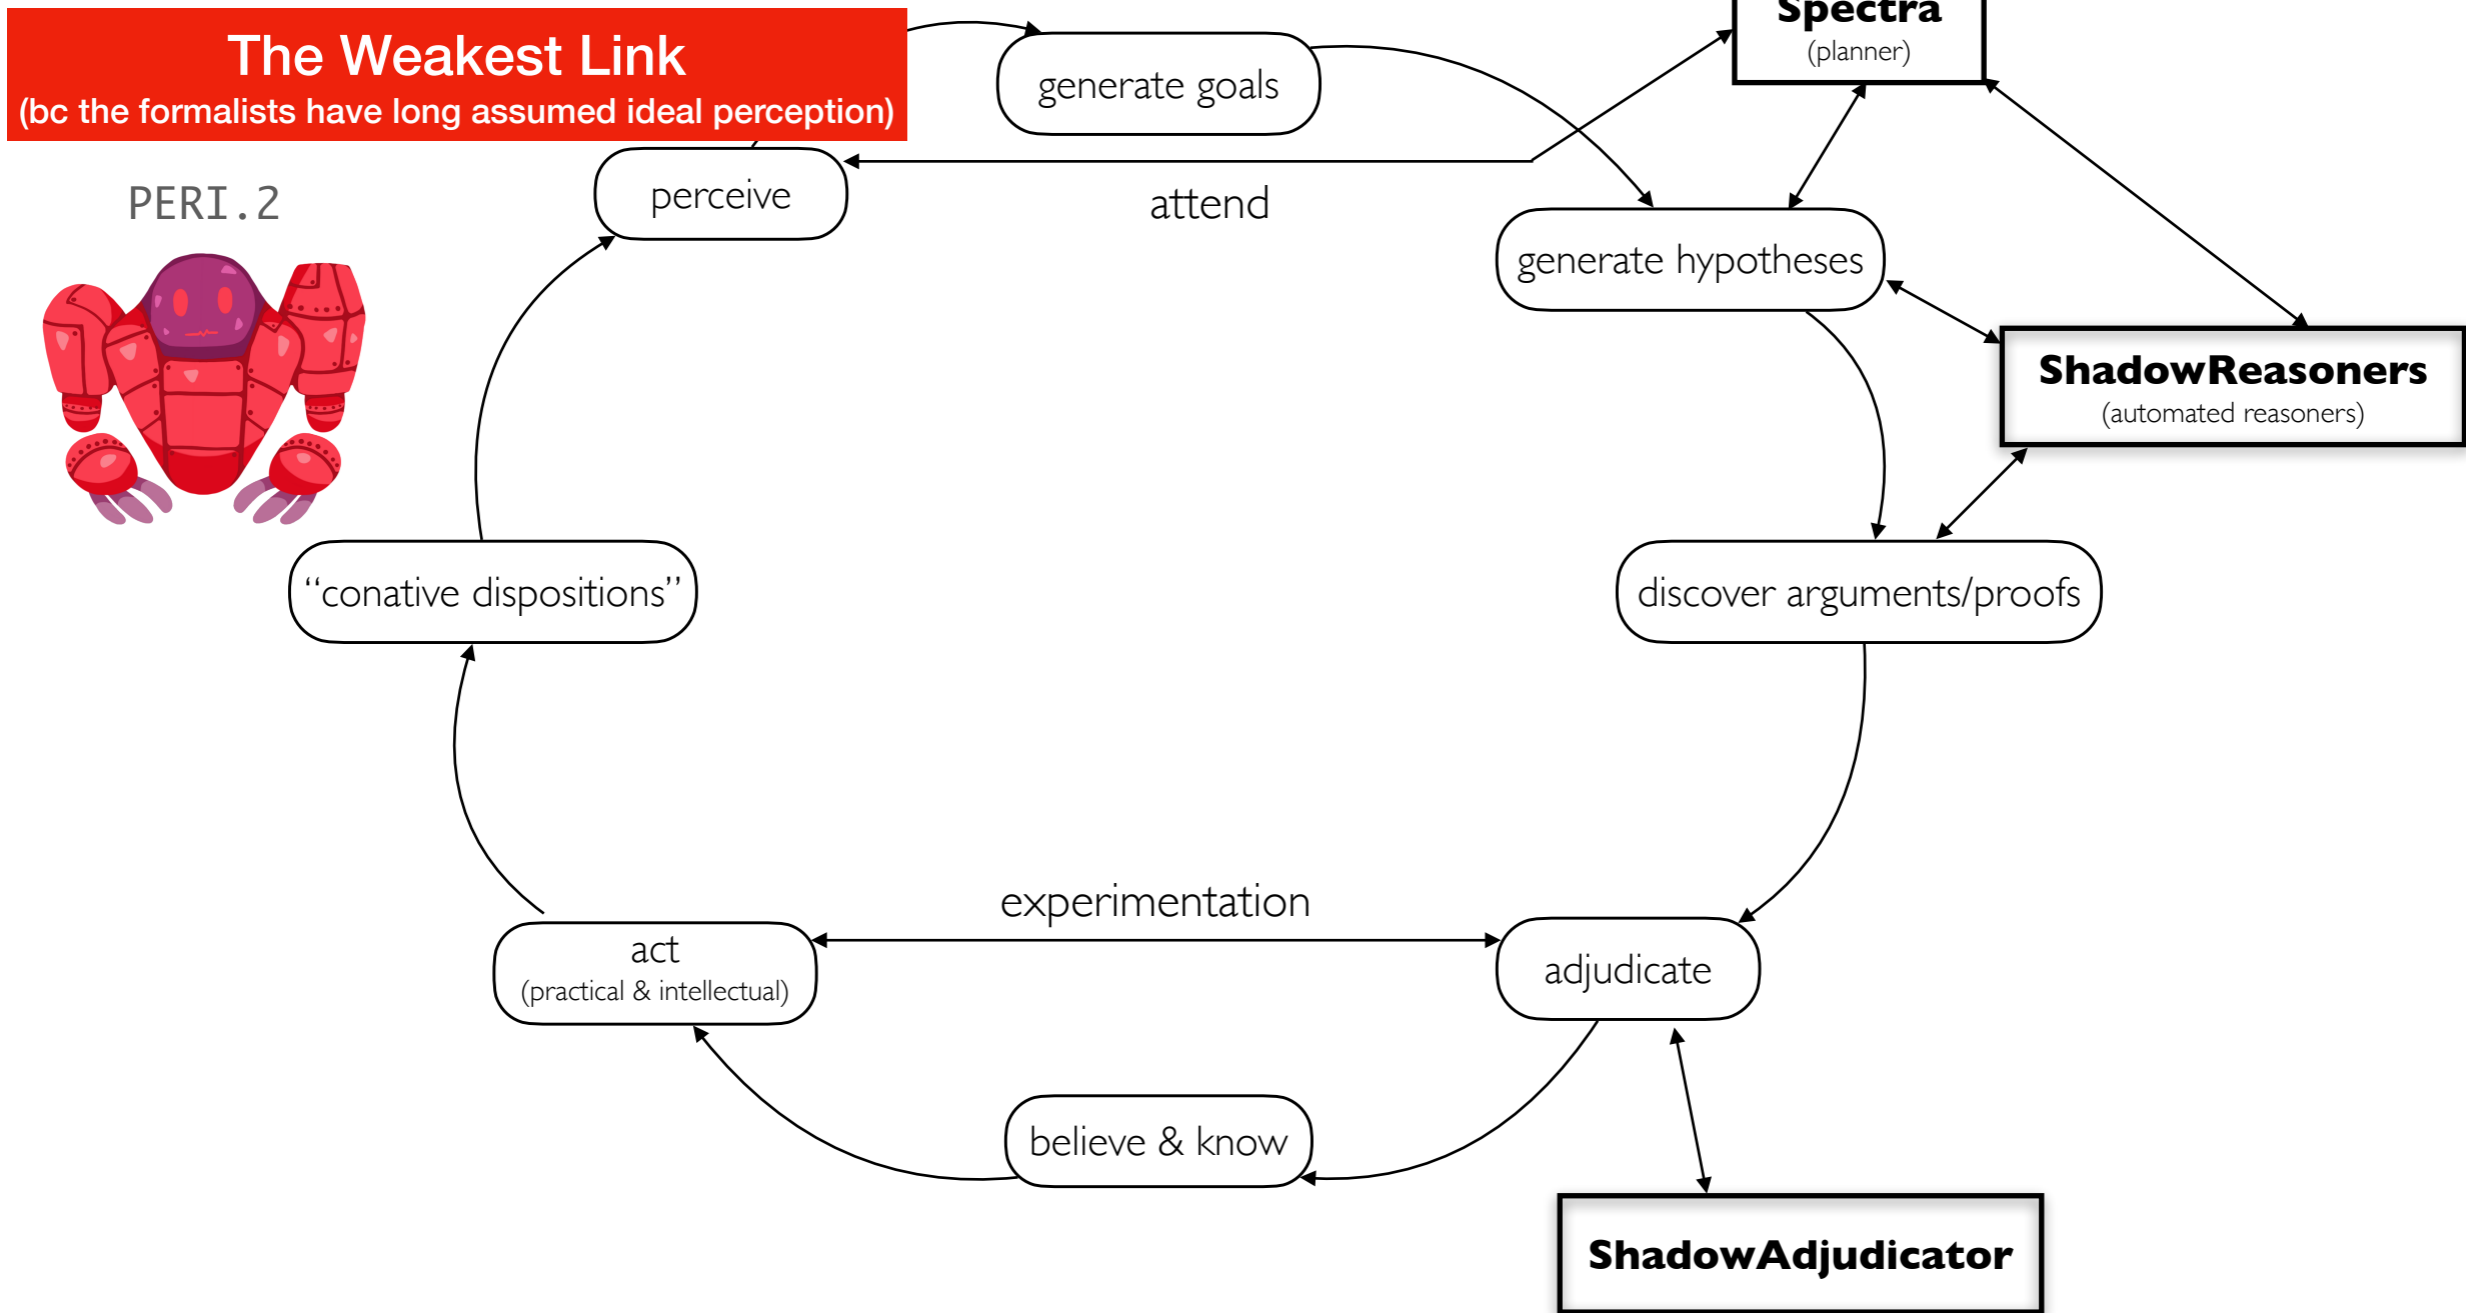 Spectra
(planner)
The Weakest Link
(bc the formalists have long assumed ideal perception)
generate goals
perceive
attend
PERI.2
generate hypotheses
ShadowReasoners
(automated reasoners)
“conative dispositions”
discover arguments/proofs
experimentation
act
(practical & intellectual)
adjudicate
believe & know
ShadowAdjudicator